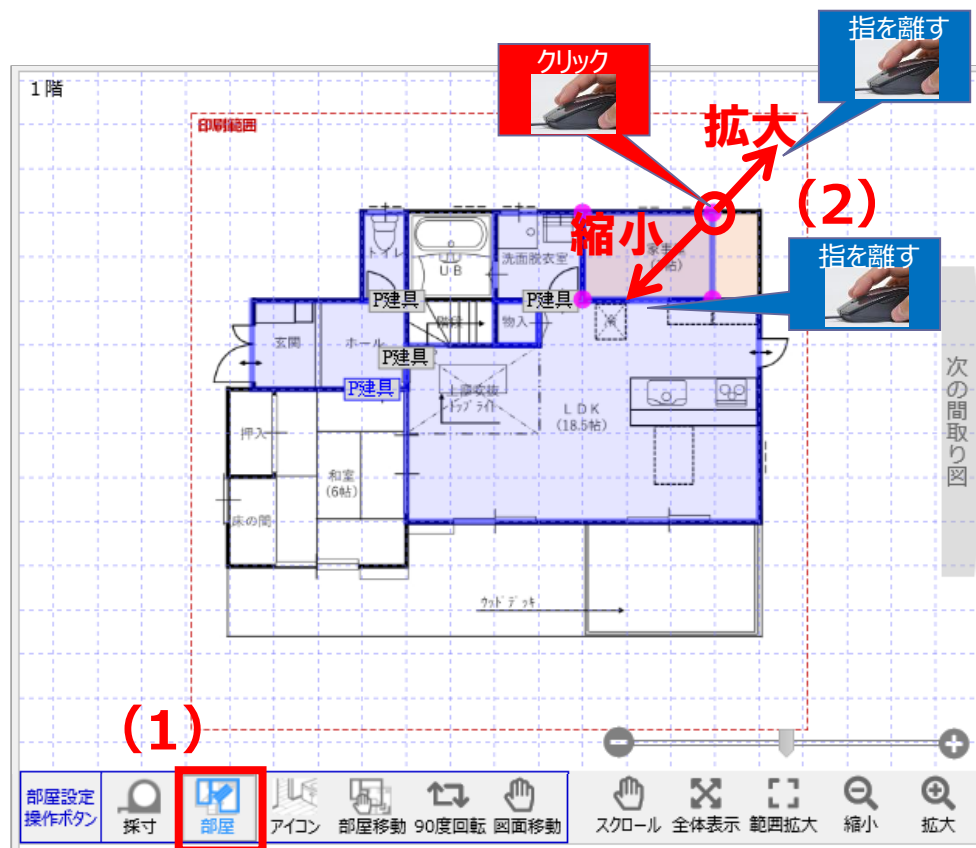 指を離す
クリック
1階
印刷範囲
拡大
(2)
縮小
指を離す
トイレ
UB
洗面脱衣室
P建具
P建具
階段
物入
玄関
ホール
P建具
P建具
LDK
(18.5帖)
押入
和室
(6帖)
床の間
ウッドデッキ
次の間取り図
(1)
部屋設定
操作ボタン
採寸
部屋
アイコン
部屋移動
90度回転
図面移動
スクロール
全体表示
範囲拡大
縮小
拡大